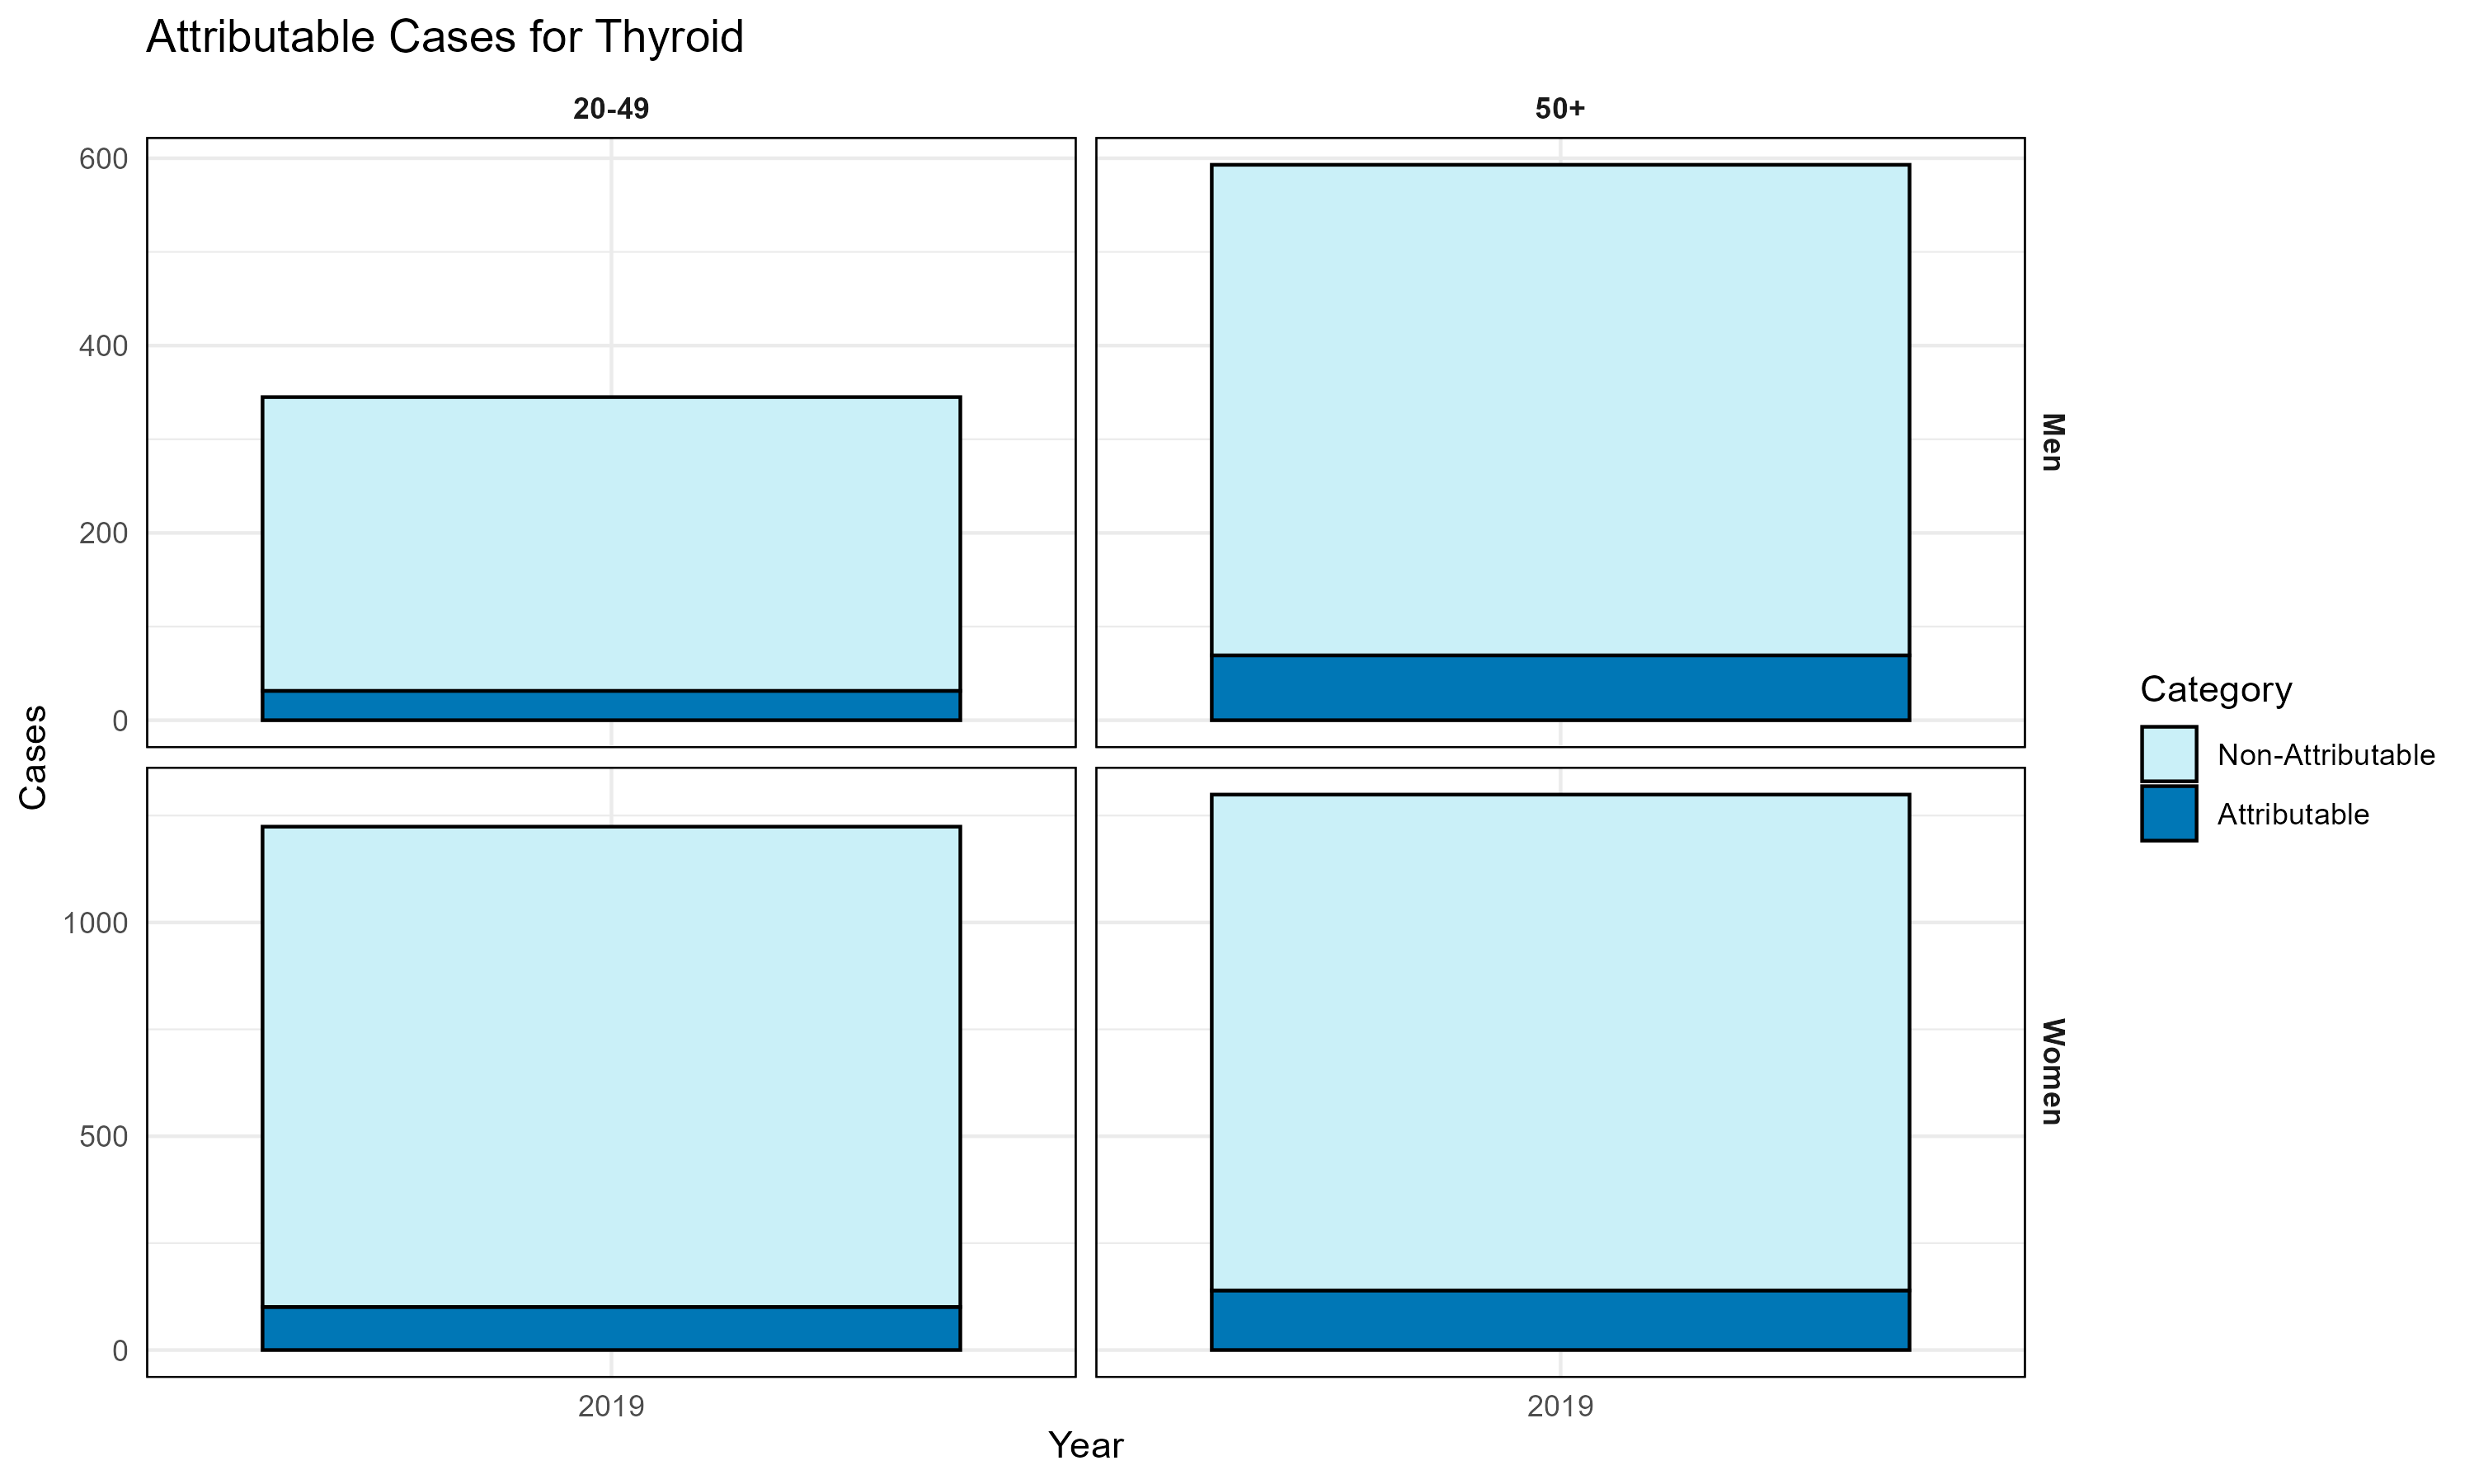 Attributable Cases for Thyroid
20-49
50+
600
400
200
0
Men
Cases
1000
500
0
Women
2019
2019
Year
Category
Non-Attributable
Attributable